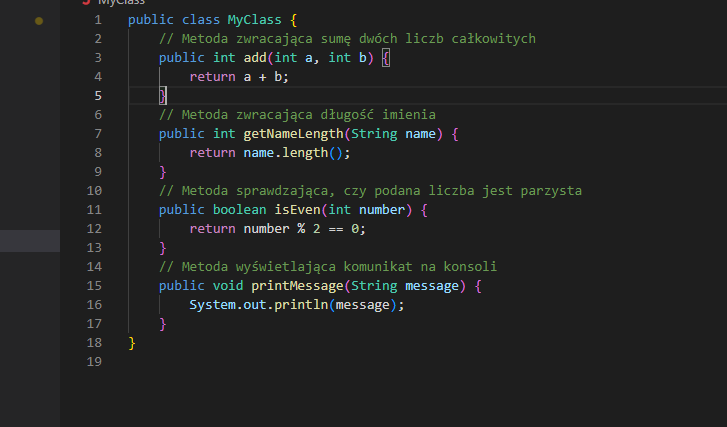 MyClass
1 public class MyClass {
2 // Metoda zwracająca sumę dwóch liczb całkowitych
3 public int add(int a, int b) {
4 return a + b;
5 }
6 // Metoda zwracająca długość imienia
7 public int getNameLength(String name) {
8 return name.length();
9 }
10 // Metoda sprawdzająca, czy podana liczba jest parzysta
11 public boolean isEven(int number) {
12 return number % 2 == 0;
13 }
14 // Metoda wyświetlająca komunikat na konsoli
15 public void printMessage(String message) {
16 System.out.println(message);
17 }
18 }
19